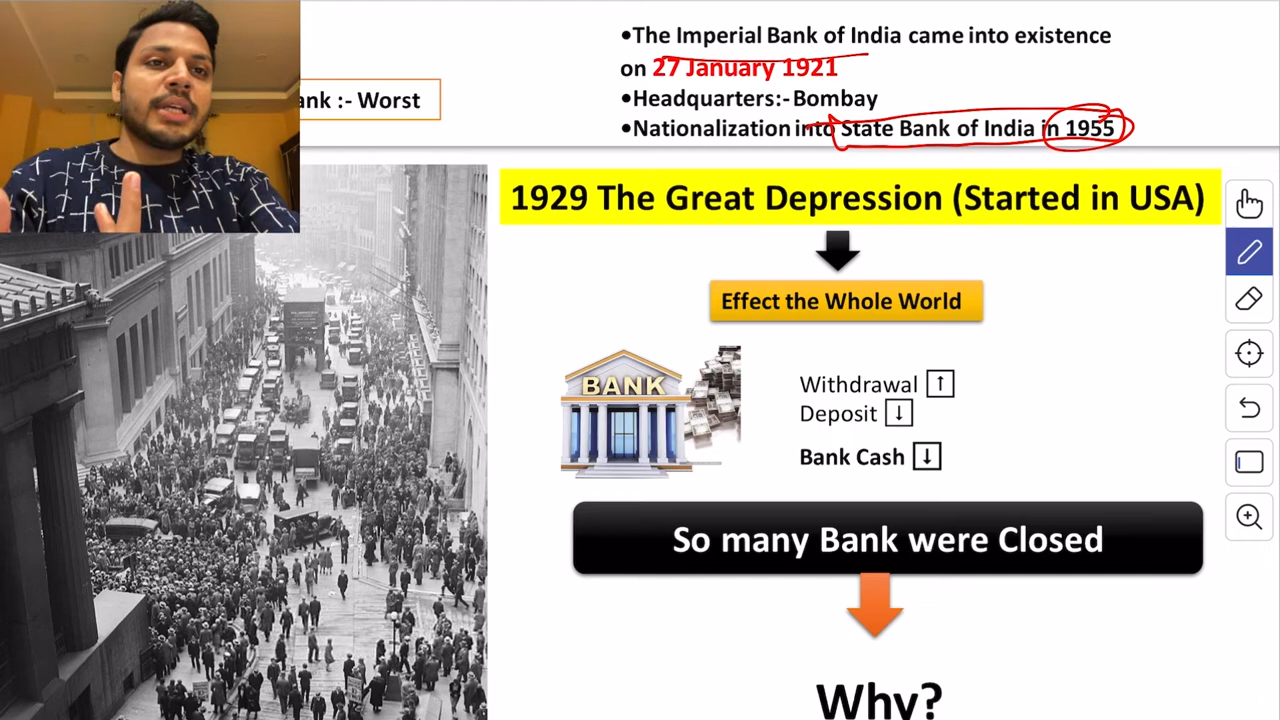 •The Imperial Bank of India came into existence
on 27 January 1921
•Headquarters:- Bombay
•Nationalization into State Bank of India in 1955
ank :- Worst
1929 The Great Depression (Started in USA)
Effect the Whole World
BANK
Withdrawal ↑
Deposit ↓
Bank Cash ↓
So many Bank were Closed
Why?